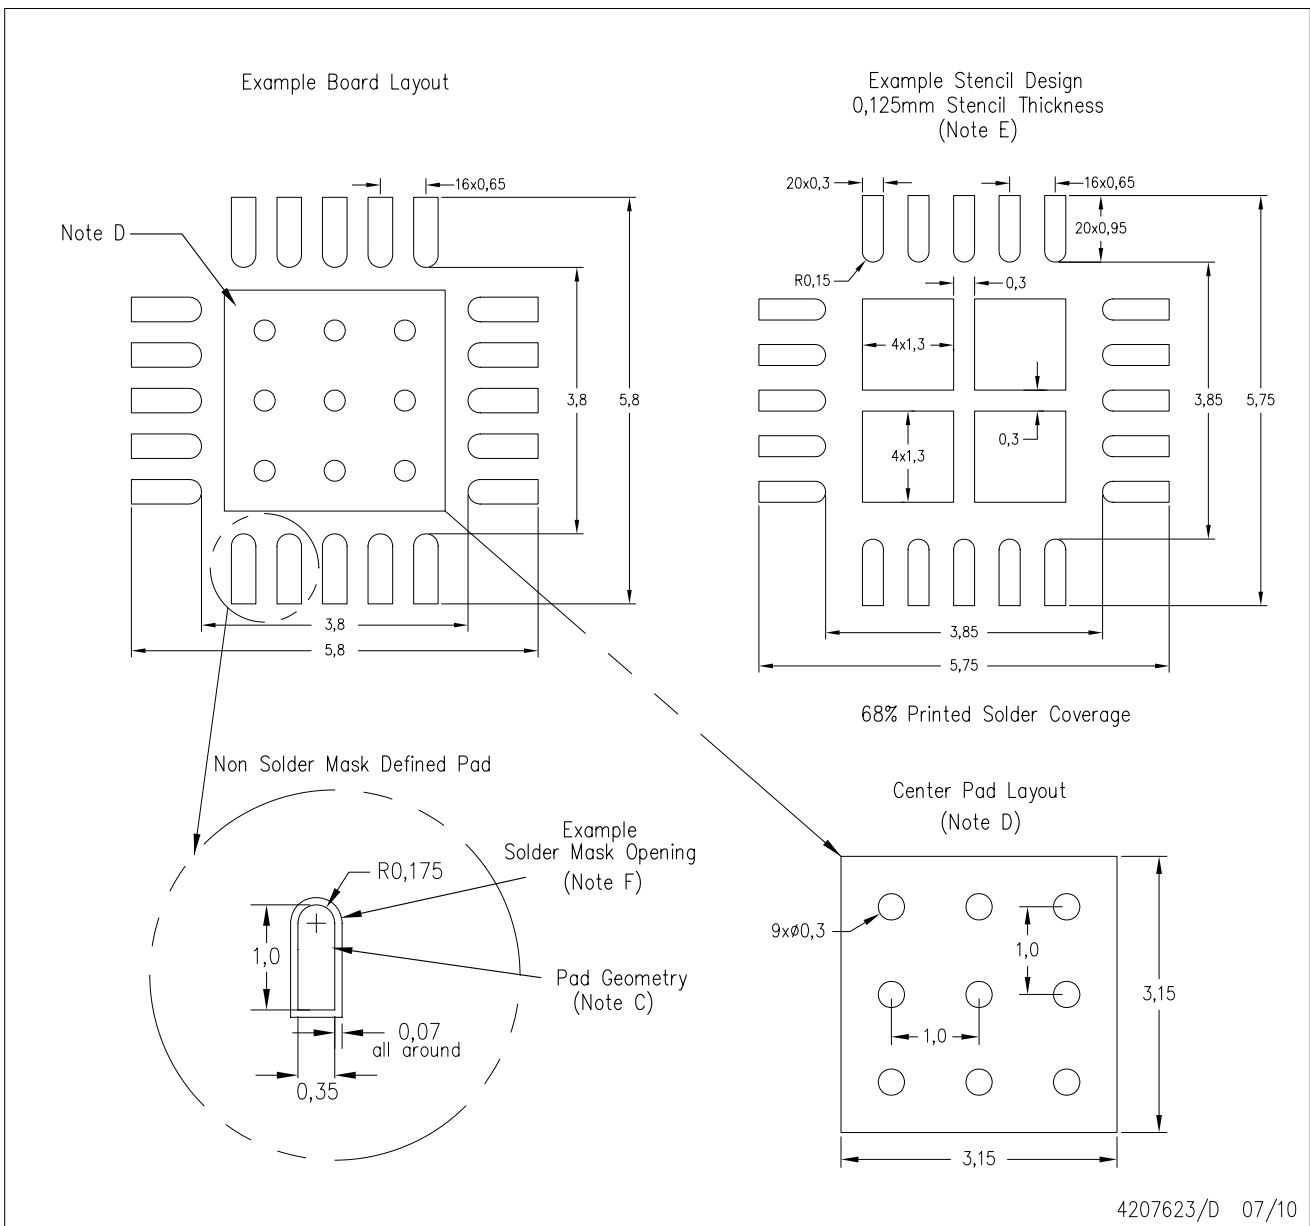 Example Board Layout
Example Stencil Design
0,125mm Stencil Thickness
(Note E)
16x0,65
Note D
3,8
5,8
3,8
5,8
20x0,3
16x0,65
20x0,95
R0,15
0,3
4x1,3
4x1,3
0,3
3,85
5,75
3,85
5,75
68% Printed Solder Coverage
Non Solder Mask Defined Pad
Example
Solder Mask Opening
(Note F)
R0,175
1,0
Pad Geometry
(Note C)
0,07
all around
0,35
Center Pad Layout
(Note D)
9xø0,3
1,0
1,0
3,15
3,15
4207623/D 07/10